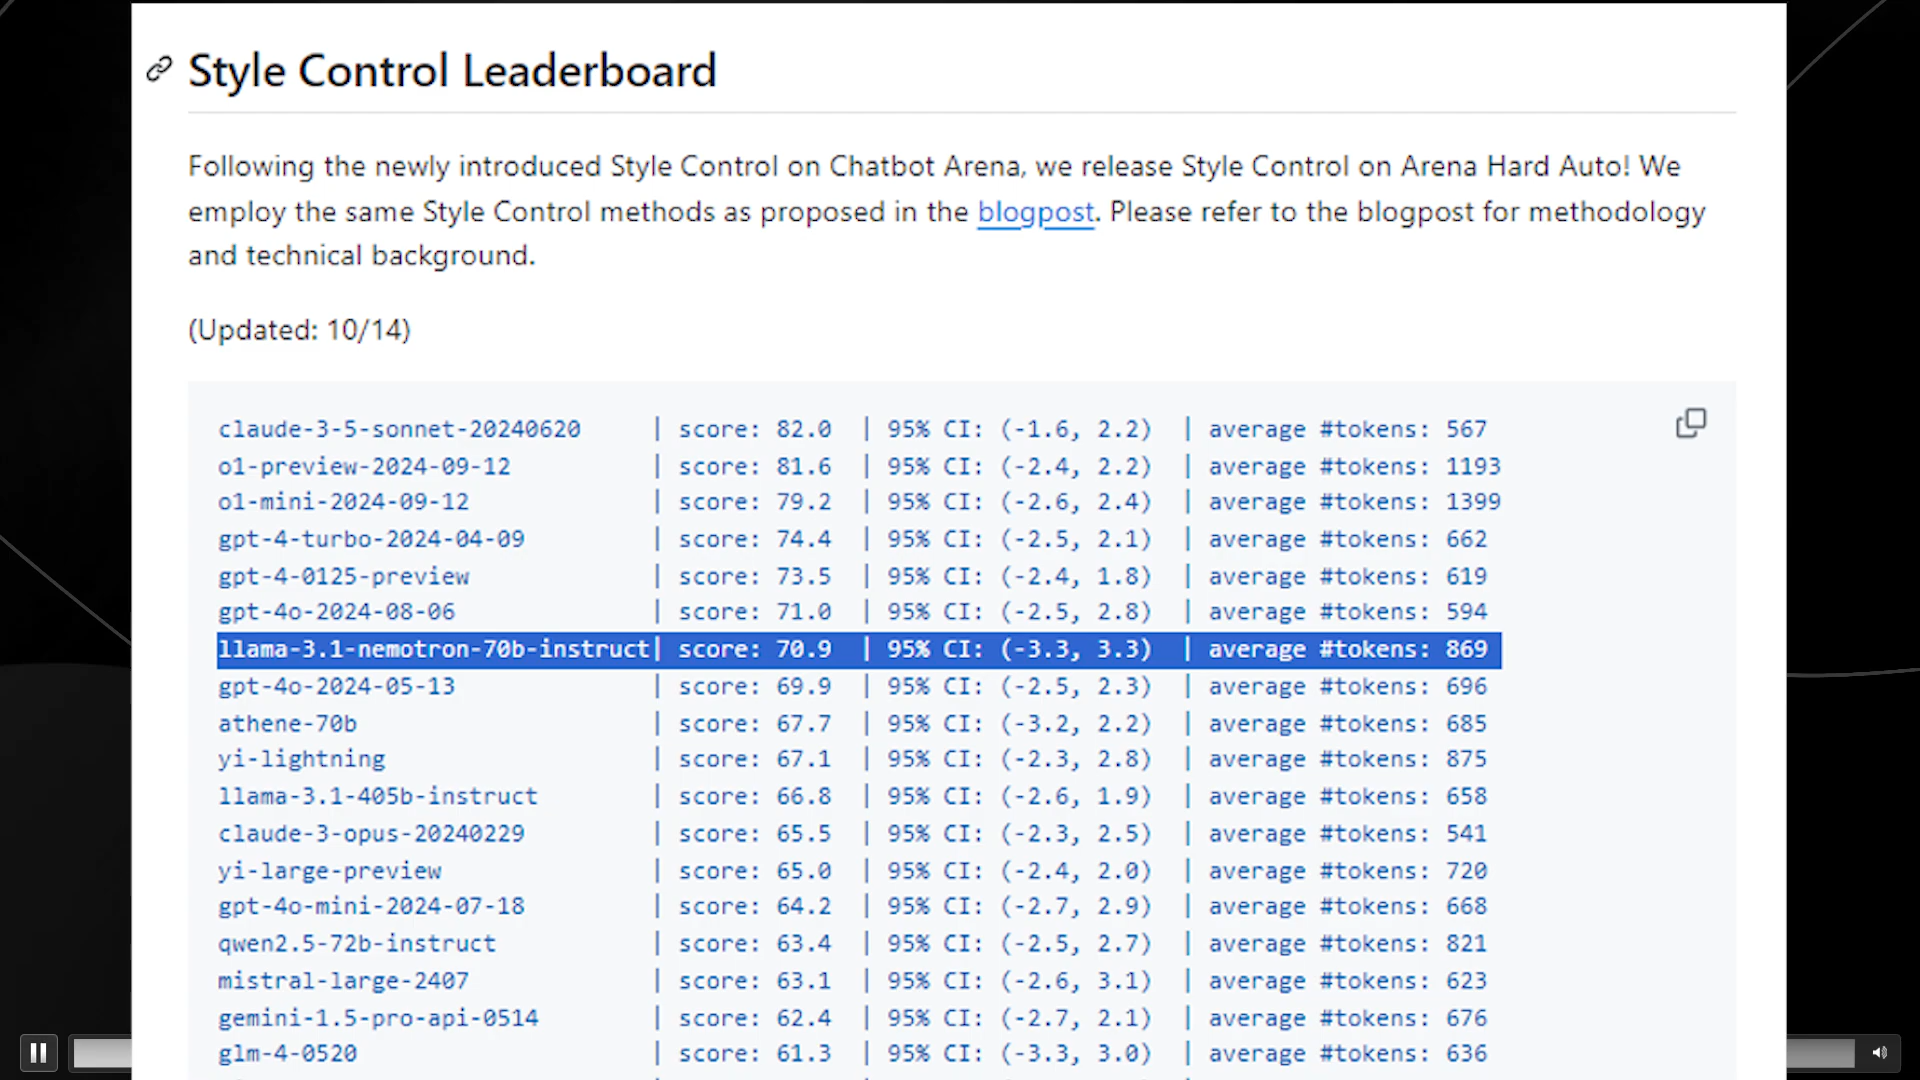 Style Control Leaderboard
Following the newly introduced Style Control on Chatbot Arena, we release Style Control on Arena Hard Auto! We
employ the same Style Control methods as proposed in the blogpost. Please refer to the blogpost for methodology
and technical background.
(Updated: 10/14)
claude-3-5-sonnet-20240620 | score: 82.0 | 95% CI: (-1.6, 2.2) | average #tokens: 567
o1-preview-2024-09-12 | score: 81.6 | 95% CI: (-2.4, 2.2) | average #tokens: 1193
o1-mini-2024-09-12 | score: 79.2 | 95% CI: (-2.6, 2.4) | average #tokens: 1399
gpt-4-turbo-2024-04-09 | score: 74.4 | 95% CI: (-2.5, 2.1) | average #tokens: 662
gpt-4-0125-preview | score: 73.5 | 95% CI: (-2.4, 1.8) | average #tokens: 619
gpt-4o-2024-08-06 | score: 71.0 | 95% CI: (-2.5, 2.8) | average #tokens: 594
llama-3.1-nemotron-70b-instruct| score: 70.9 | 95% CI: (-3.3, 3.3) | average #tokens: 869
gpt-4o-2024-05-13 | score: 69.9 | 95% CI: (-2.5, 2.3) | average #tokens: 696
athene-70b | score: 67.7 | 95% CI: (-3.2, 2.2) | average #tokens: 685
yi-lightning | score: 67.1 | 95% CI: (-2.3, 2.8) | average #tokens: 875
llama-3.1-405b-instruct | score: 66.8 | 95% CI: (-2.6, 1.9) | average #tokens: 658
claude-3-opus-20240229 | score: 65.5 | 95% CI: (-2.3, 2.5) | average #tokens: 541
yi-large-preview | score: 65.0 | 95% CI: (-2.4, 2.0) | average #tokens: 720
gpt-4o-mini-2024-07-18 | score: 64.2 | 95% CI: (-2.7, 2.9) | average #tokens: 668
qwen2.5-72b-instruct | score: 63.4 | 95% CI: (-2.5, 2.7) | average #tokens: 821
mistral-large-2407 | score: 63.1 | 95% CI: (-2.6, 3.1) | average #tokens: 623
gemini-1.5-pro-api-0514 | score: 62.4 | 95% CI: (-2.7, 2.1) | average #tokens: 676
glm-4-0520 | score: 61.3 | 95% CI: (-3.3, 3.0) | average #tokens: 636